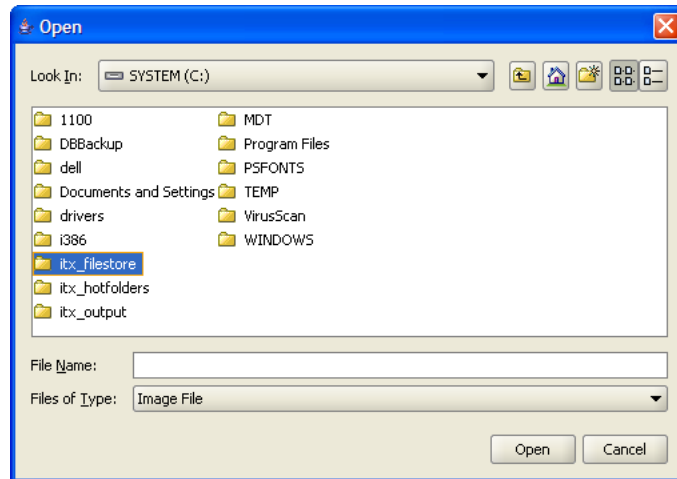 Open
Look In: SYSTEM (C:)
1100
DBBackup
dell
Documents and Settings
drivers
i386
itx_filestore
itx_hotfolders
itx_output
MDT
Program Files
PSFONTS
TEMP
VirusScan
WINDOWS
File Name:
Files of Type: Image File
Open Cancel